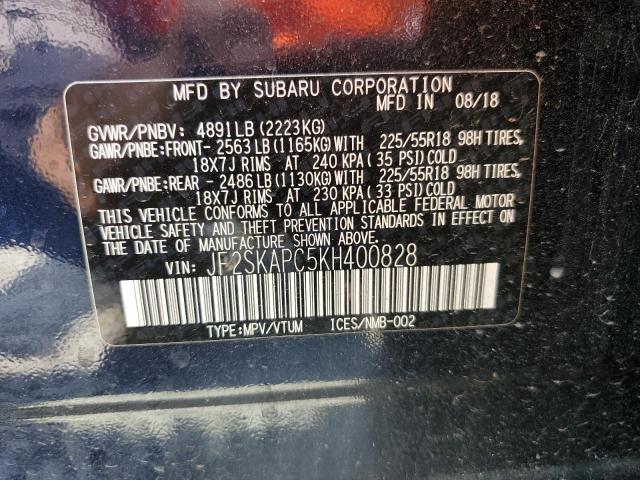 MFD BY SUBARU CORPORATION
MFD IN 08/18
GVWR/PNBV: 4891LB (2223KG)
GAWR/PNBE:FRONT- 2563 LB (1165KG) WITH 225/55R18 98H TIRES,
18X7J RIMS AT 240 KPA ( 35 PSI) COLD
GAWR/PNBE:REAR - 2486 LB (1130KG) WITH 225/55R18 98H TIRES,
18X7J RIMS AT 230 KPA ( 33 PSI) COLD
THIS VEHICLE CONFORMS TO ALL APPLICABLE FEDERAL MOTOR
VEHICLE SAFETY AND THEFT PREVENTION STANDARDS IN EFFECT ON
THE DATE OF MANUFACTURE SHOWN ABOVE.
VIN: JF2SKAPC5KH400828
TYPE:MPV/VTUM 1CES/NMB-002